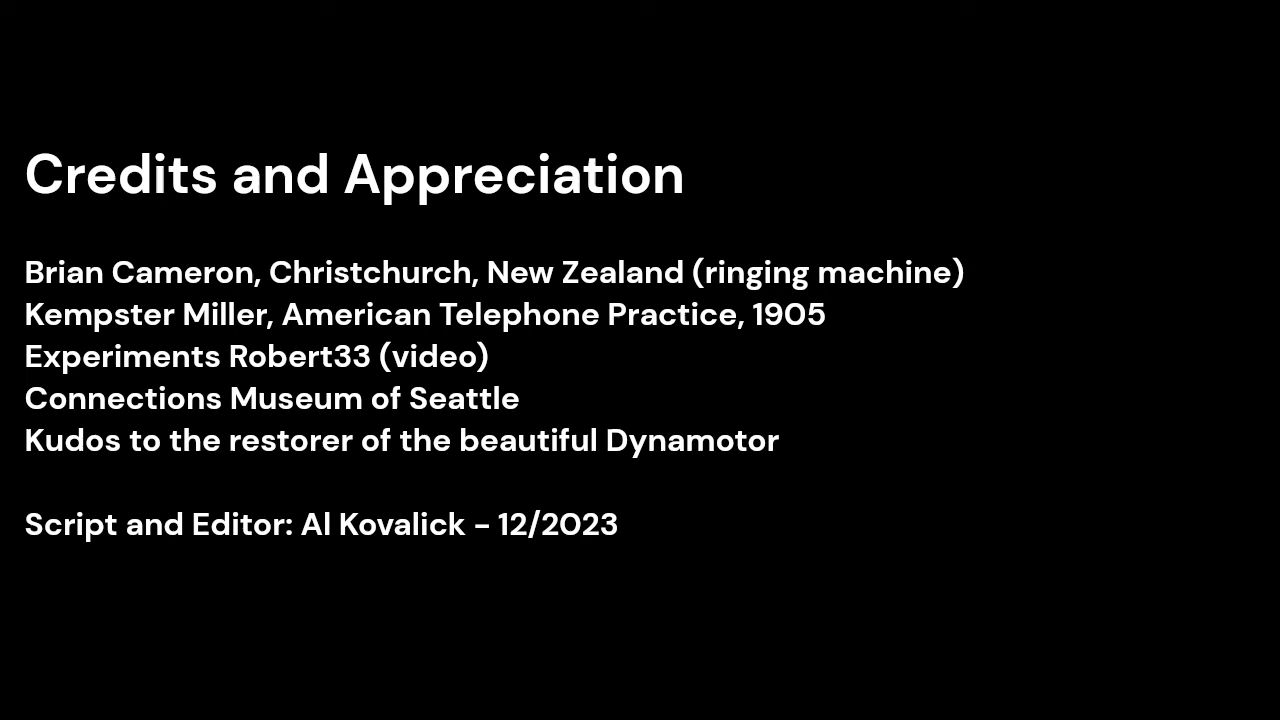 Credits and Appreciation
Brian Cameron, Christchurch, New Zealand (ringing machine)
Kempster Miller, American Telephone Practice, 1905
Experiments Robert33 (video)
Connections Museum of Seattle
Kudos to the restorer of the beautiful Dynamotor
Script and Editor: Al Kovalick - 12/2023